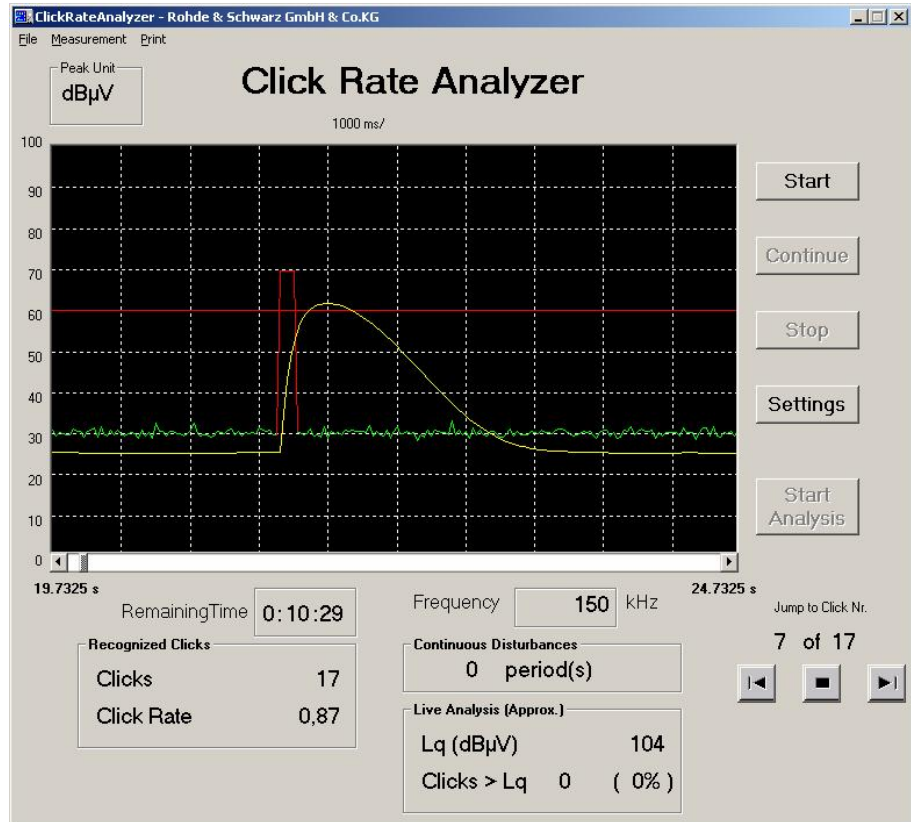 ClickRateAnalyzer - Rohde & Schwarz GmbH & Co.KG
File Measurement Print
Peak Unit
dBµV
Click Rate Analyzer
1000 ms/
100
90
80
70
60
50
40
30
20
10
0
Start
Continue
Stop
Settings
Start
Analysis
19.7325 s
24.7325 s
RemainingTime 0:10:29
Frequency 150 kHz
Jump to Click Nr.
7 of 17
Recognized Clicks
Clicks 17
Click Rate 0,87
Continuous Disturbances
0 period(s)
Live Analysis (Approx.)
Lq (dBµV) 104
Clicks > Lq 0 ( 0% )